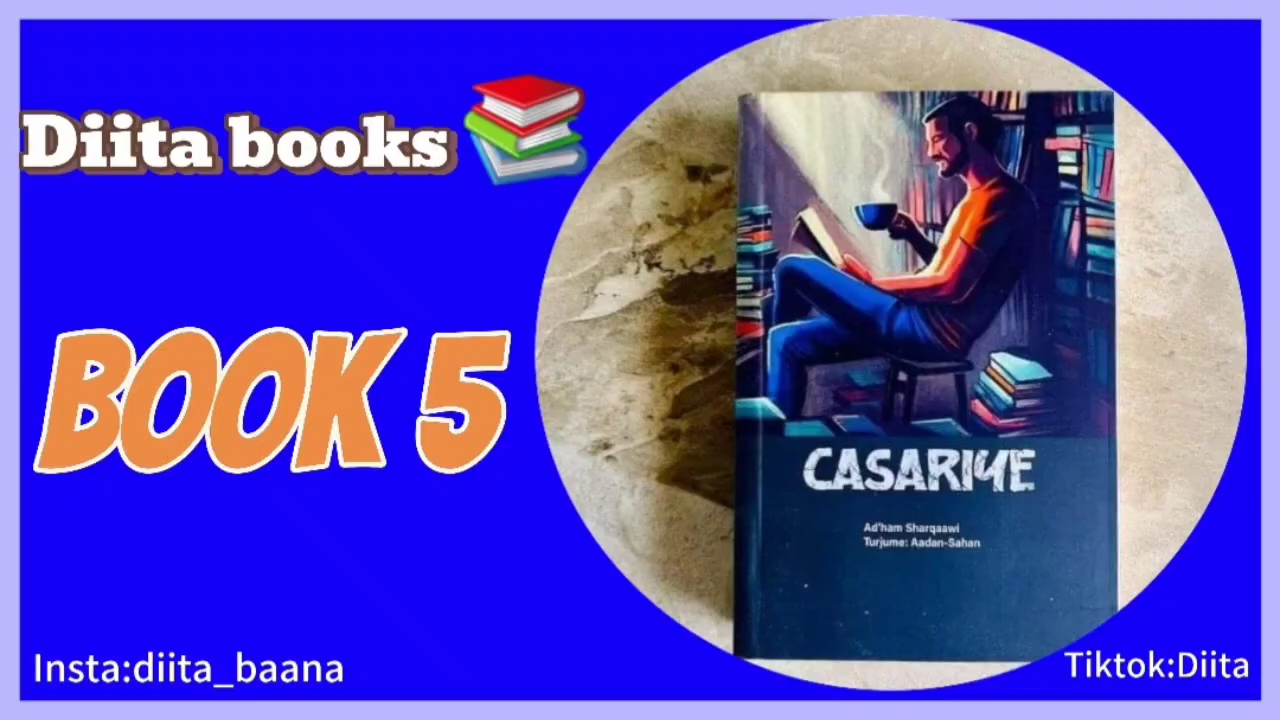 Diita books
BOOK 5
CASARIYE
Ad'ham Sharqaawi
Turjume: Aadan-Sahan
Insta:diita_baana
Tiktok:Diita